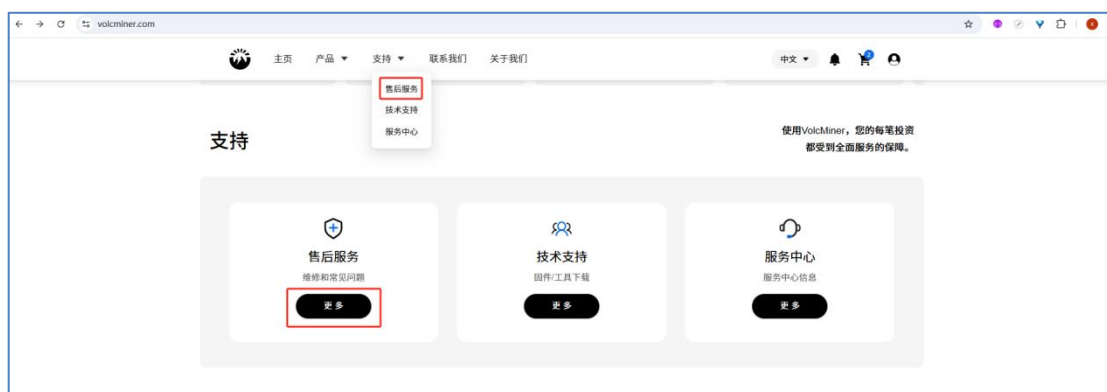 volcminer.com
主页 产品 ▼ 支持 ▼ 联系我们 关于我们 中文 ▼ 2
售后服务
技术支持
服务中心
支持
使用VolcMiner，您的每笔投资
都受到全面服务的保障。
售后服务 技术支持 服务中心
维修和常见问题 固件/工具下载 服务中心信息
更多 更多 更多